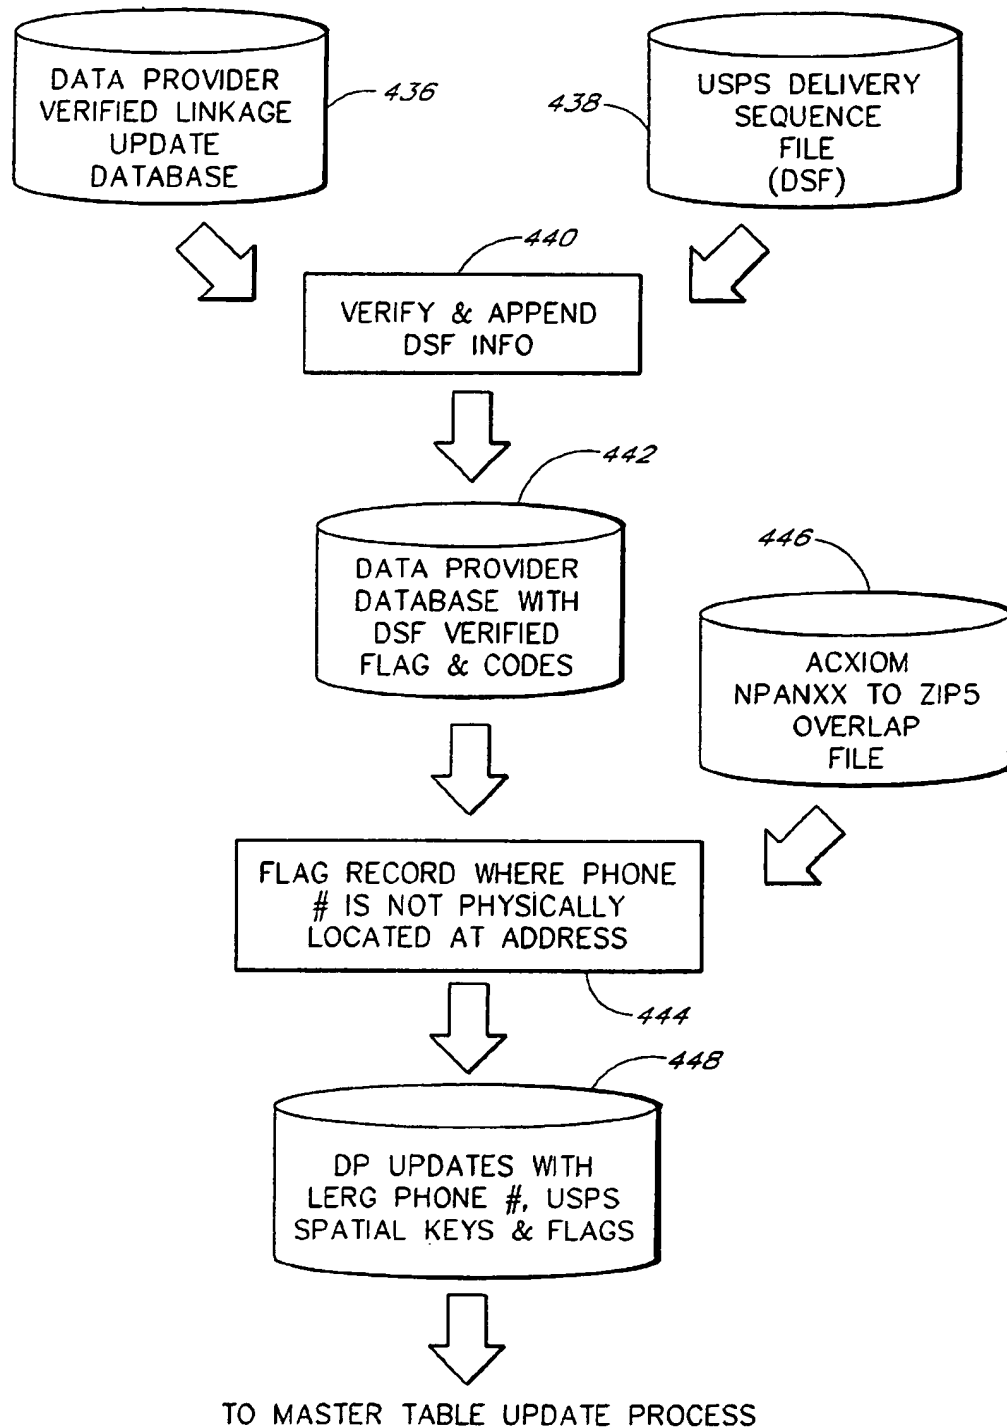 DATA PROVIDER
VERIFIED LINKAGE
UPDATE
DATABASE
436
438
USPS DELIVERY
SEQUENCE
FILE
(DSF)
440
VERIFY & APPEND
DSF INFO
442
DATA PROVIDER
DATABASE WITH
DSF VERIFIED
FLAG & CODES
446
ACXIOM
NPANXX TO ZIP5
OVERLAP
FILE
FLAG RECORD WHERE PHONE
# IS NOT PHYSICALLY
LOCATED AT ADDRESS
444
448
DP UPDATES WITH
LERG PHONE #, USPS
SPATIAL KEYS & FLAGS
TO MASTER TABLE UPDATE PROCESS